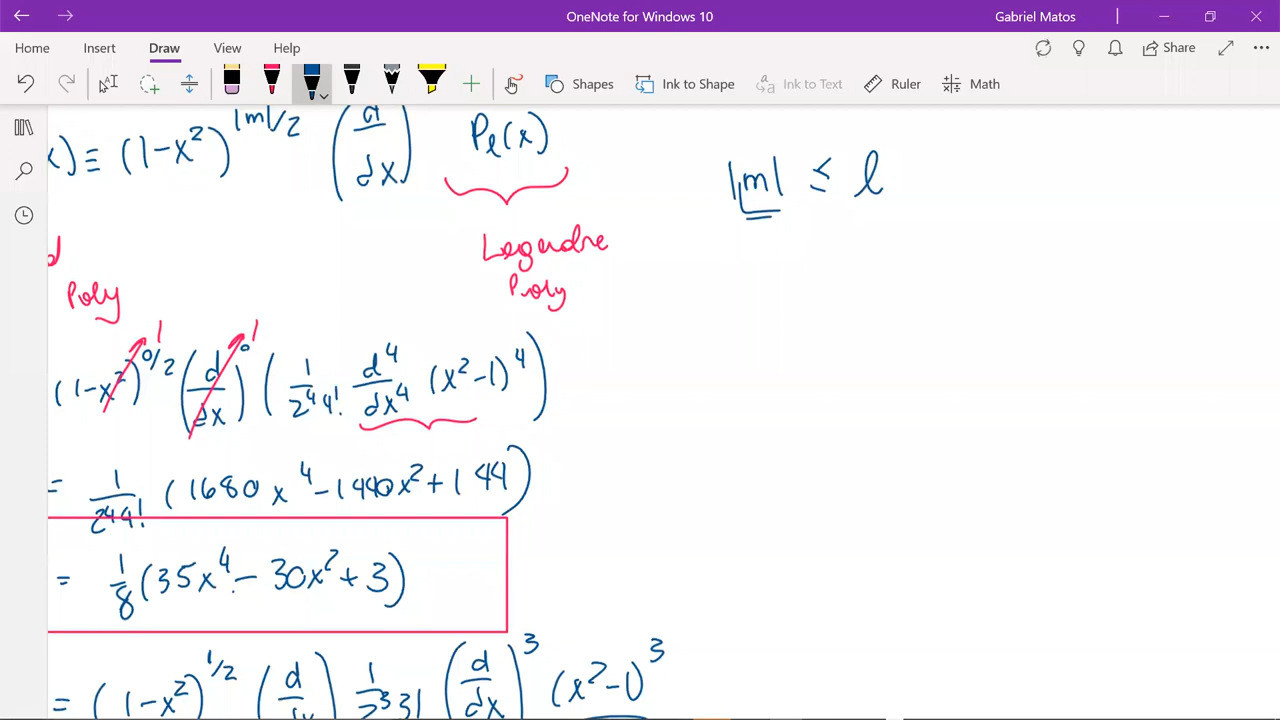 OneNote for Windows 10
Gabriel Matos
Home Insert Draw View Help
Share
Shapes
Ink to Shape
Ink to Text
Ruler
Math
x) ≡ (1-x²)^|m|/2 (d/dx) Pₗ(x)
|m| ≤ l
d
Poly
Legendre
Poly
(1-x²)^0/2 1 (d/dx)^0 1 (1/2⁴4! d⁴/dx⁴ (x²-1)⁴)
= 1/2⁴4! (1680x⁴-1440x²+144)
= 1/8 (35x⁴-30x²+3)
= (1-x²)^1/2 (d/dx) 1/2³3! (d/dx)³ (x²-1)³